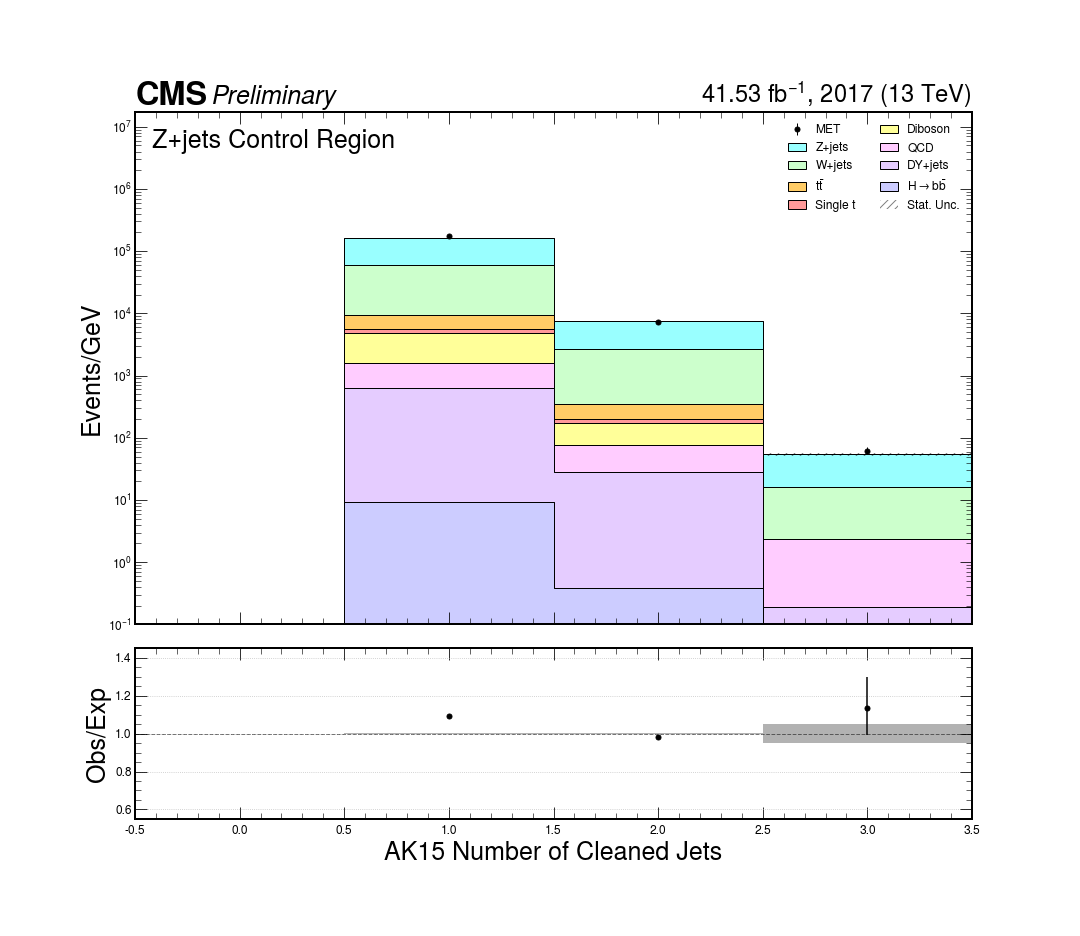 CMS Preliminary
41.53 fb⁻¹, 2017 (13 TeV)
Z+jets Control Region
MET
Z+jets
W+jets
tt̄
Single t
Diboson
QCD
DY+jets
H→bb̄
Stat. Unc.
Events/GeV
10⁷
10⁶
10⁵
10⁴
10³
10²
10¹
10⁰
10⁻¹
Obs/Exp
1.4
1.2
1.0
0.8
0.6
-0.5 0.0 0.5 1.0 1.5 2.0 2.5 3.0 3.5
AK15 Number of Cleaned Jets